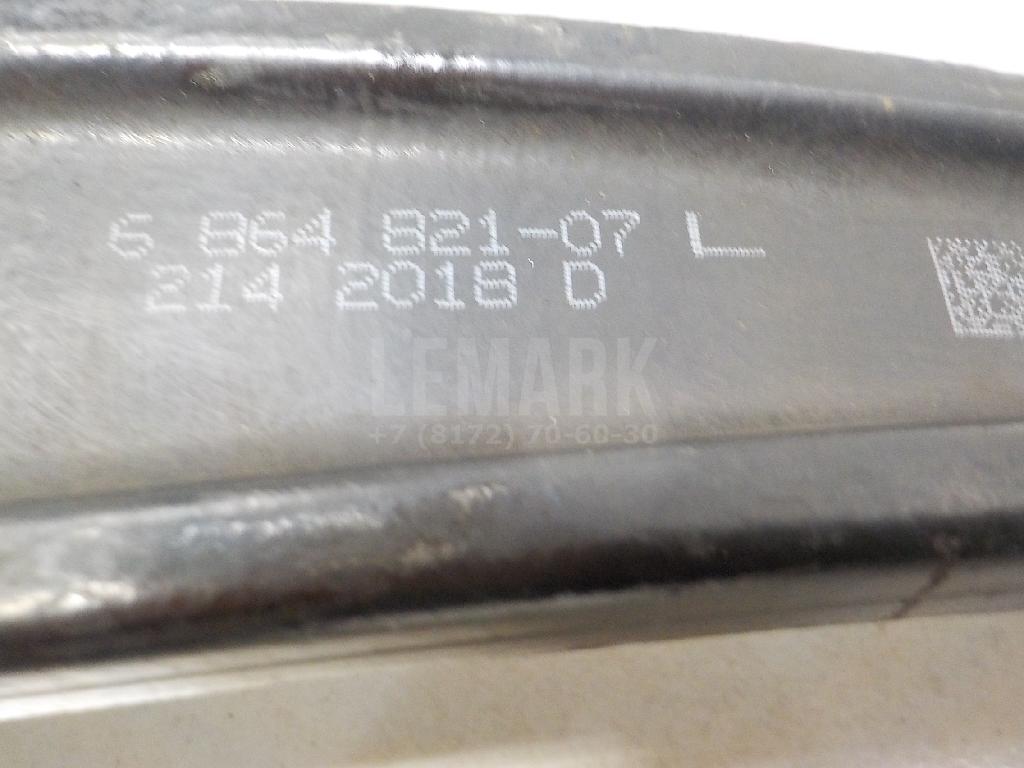 6 864 821-07 L
214 2018 D
LEMARK
+7 (8172) 70-60-30